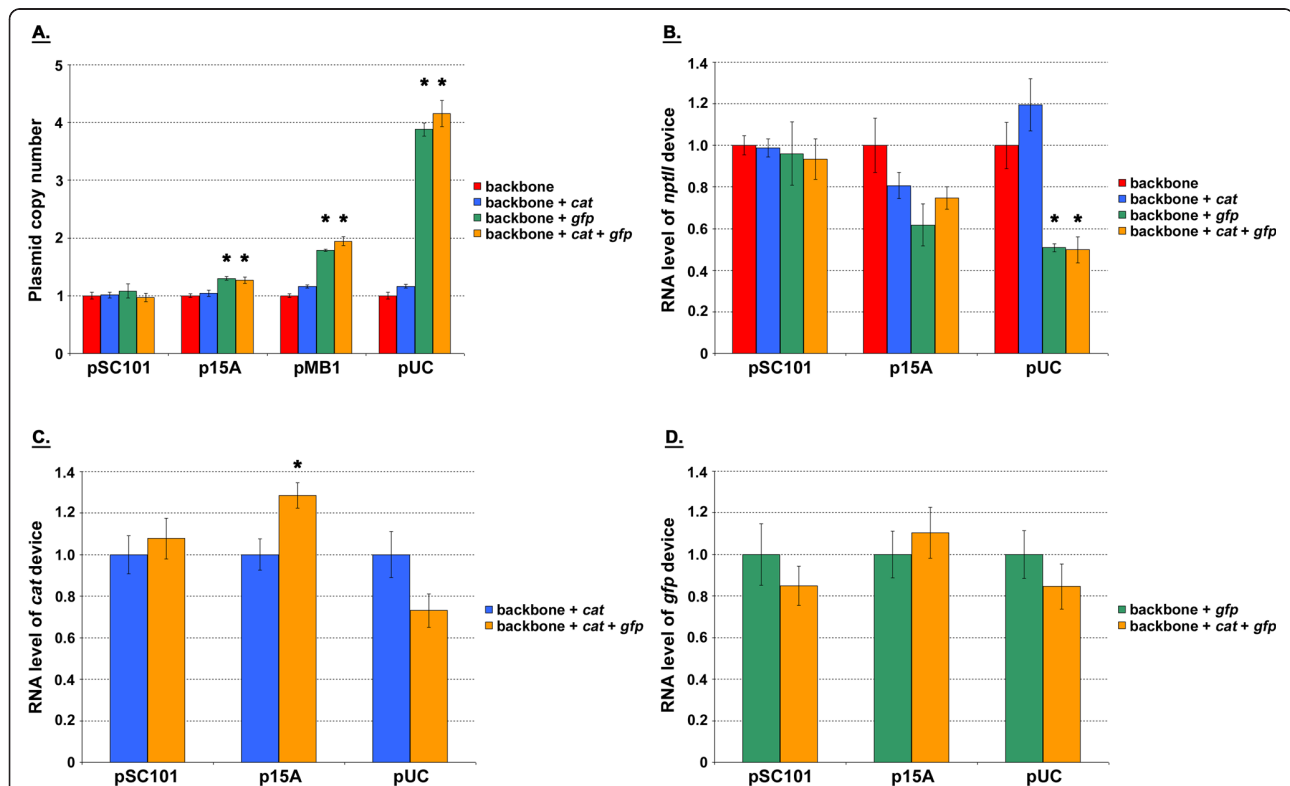 A.
Plasmid copy number
5
4
3
2
1
0
* *
* *
* *
pSC101 p15A pMB1 pUC
backbone
backbone + cat
backbone + gfp
backbone + cat + gfp
B.
RNA level of nptII device
1.4
1.2
1.0
0.8
0.6
0.4
0.2
0
* *
pSC101 p15A pUC
backbone
backbone + cat
backbone + gfp
backbone + cat + gfp
C.
RNA level of cat device
1.4
1.2
1.0
0.8
0.6
0.4
0.2
0
*
pSC101 p15A pUC
backbone + cat
backbone + cat + gfp
D.
RNA level of gfp device
1.4
1.2
1.0
0.8
0.6
0.4
0.2
0
pSC101 p15A pUC
backbone + gfp
backbone + cat + gfp